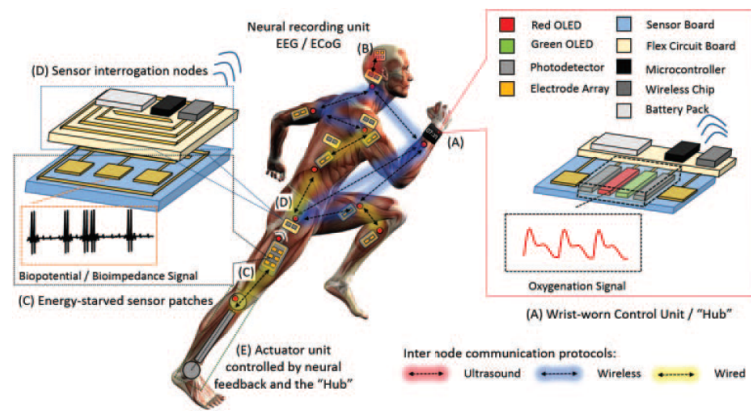 Neural recording unit
EEG / ECoG
(B)
(D) Sensor interrogation nodes
Biopotential / Bioimpedance Signal
(C) Energy-starved sensor patches
(A)
(D)
(C)
(E) Actuator unit
controlled by neural
feedback and the “Hub”
Red OLED
Green OLED
Photodetector
Electrode Array
Sensor Board
Flex Circuit Board
Microcontroller
Wireless Chip
Battery Pack
Oxygenation Signal
(A) Wrist-worn Control Unit / “Hub”
Inter node communication protocols:
Ultrasound
Wireless
Wired